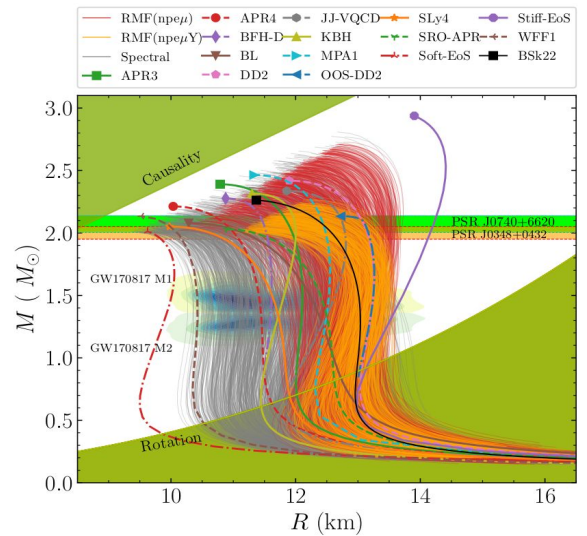 RMF(npeμ) APR4 JJ-VQCD SLy4 Stiff-EoS
RMF(npeμY) BFH-D KBH SRO-APR WFF1
Spectral BL MPA1 Soft-EoS BSk22
APR3 DD2 OOS-DD2
3.0
2.5
2.0
1.5
1.0
0.5
0.0
M ( M⊙)
Causality
PSR J0740+6620
PSR J0348+0432
GW170817 M1
GW170817 M2
Rotation
10 12 14 16
R (km)